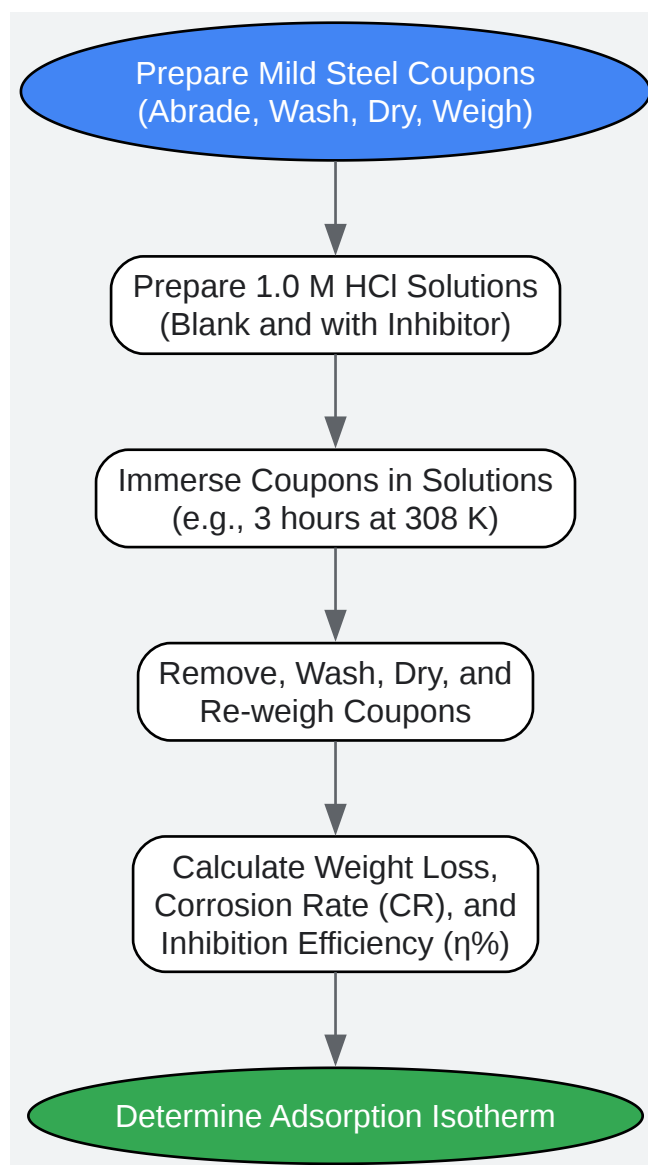 Prepare Mild Steel Coupons
(Abrade, Wash, Dry, Weigh)
Prepare 1.0 M HCl Solutions
(Blank and with Inhibitor)
Immerse Coupons in Solutions
(e.g., 3 hours at 308 K)
Remove, Wash, Dry, and
Re-weigh Coupons
Calculate Weight Loss,
Corrosion Rate (CR), and
Inhibition Efficiency (η%)
Determine Adsorption Isotherm